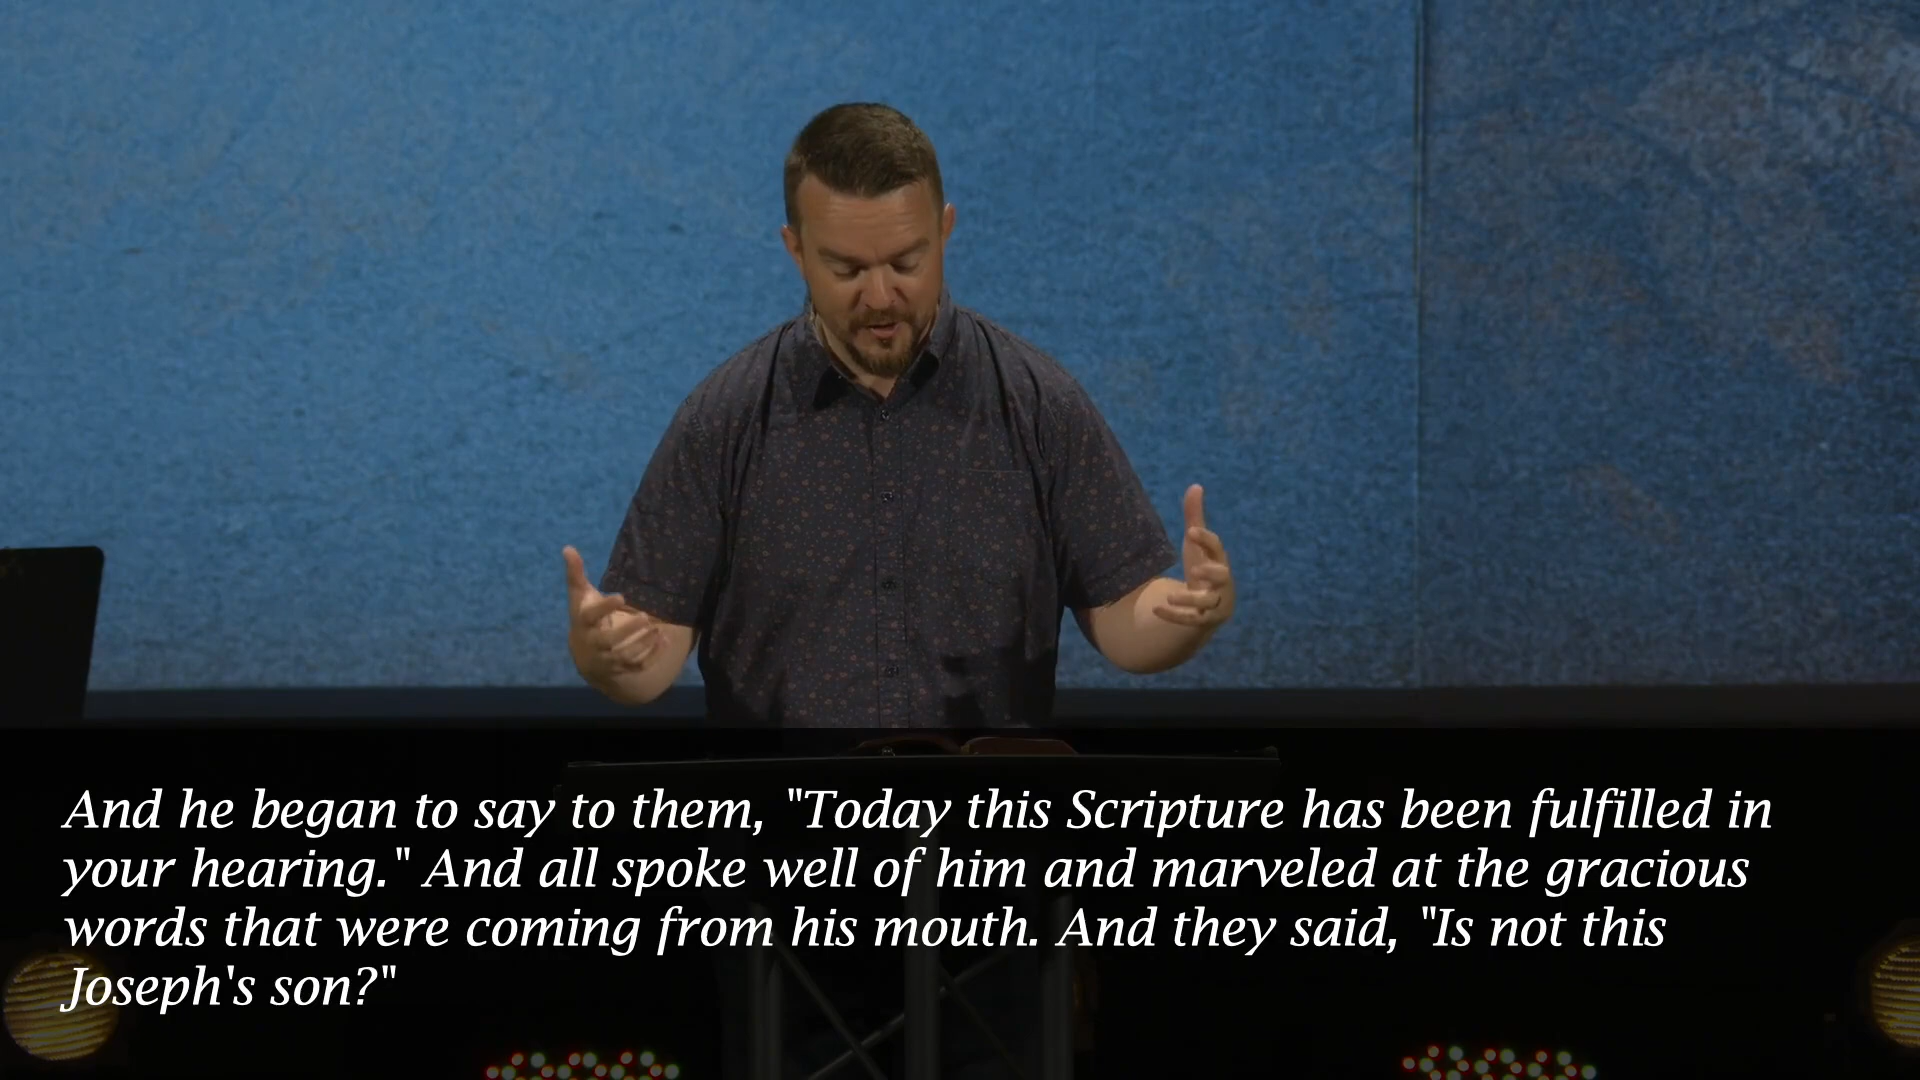 And he began to say to them, "Today this Scripture has been fulfilled in
your hearing." And all spoke well of him and marveled at the gracious
words that were coming from his mouth. And they said, "Is not this
Joseph's son?"